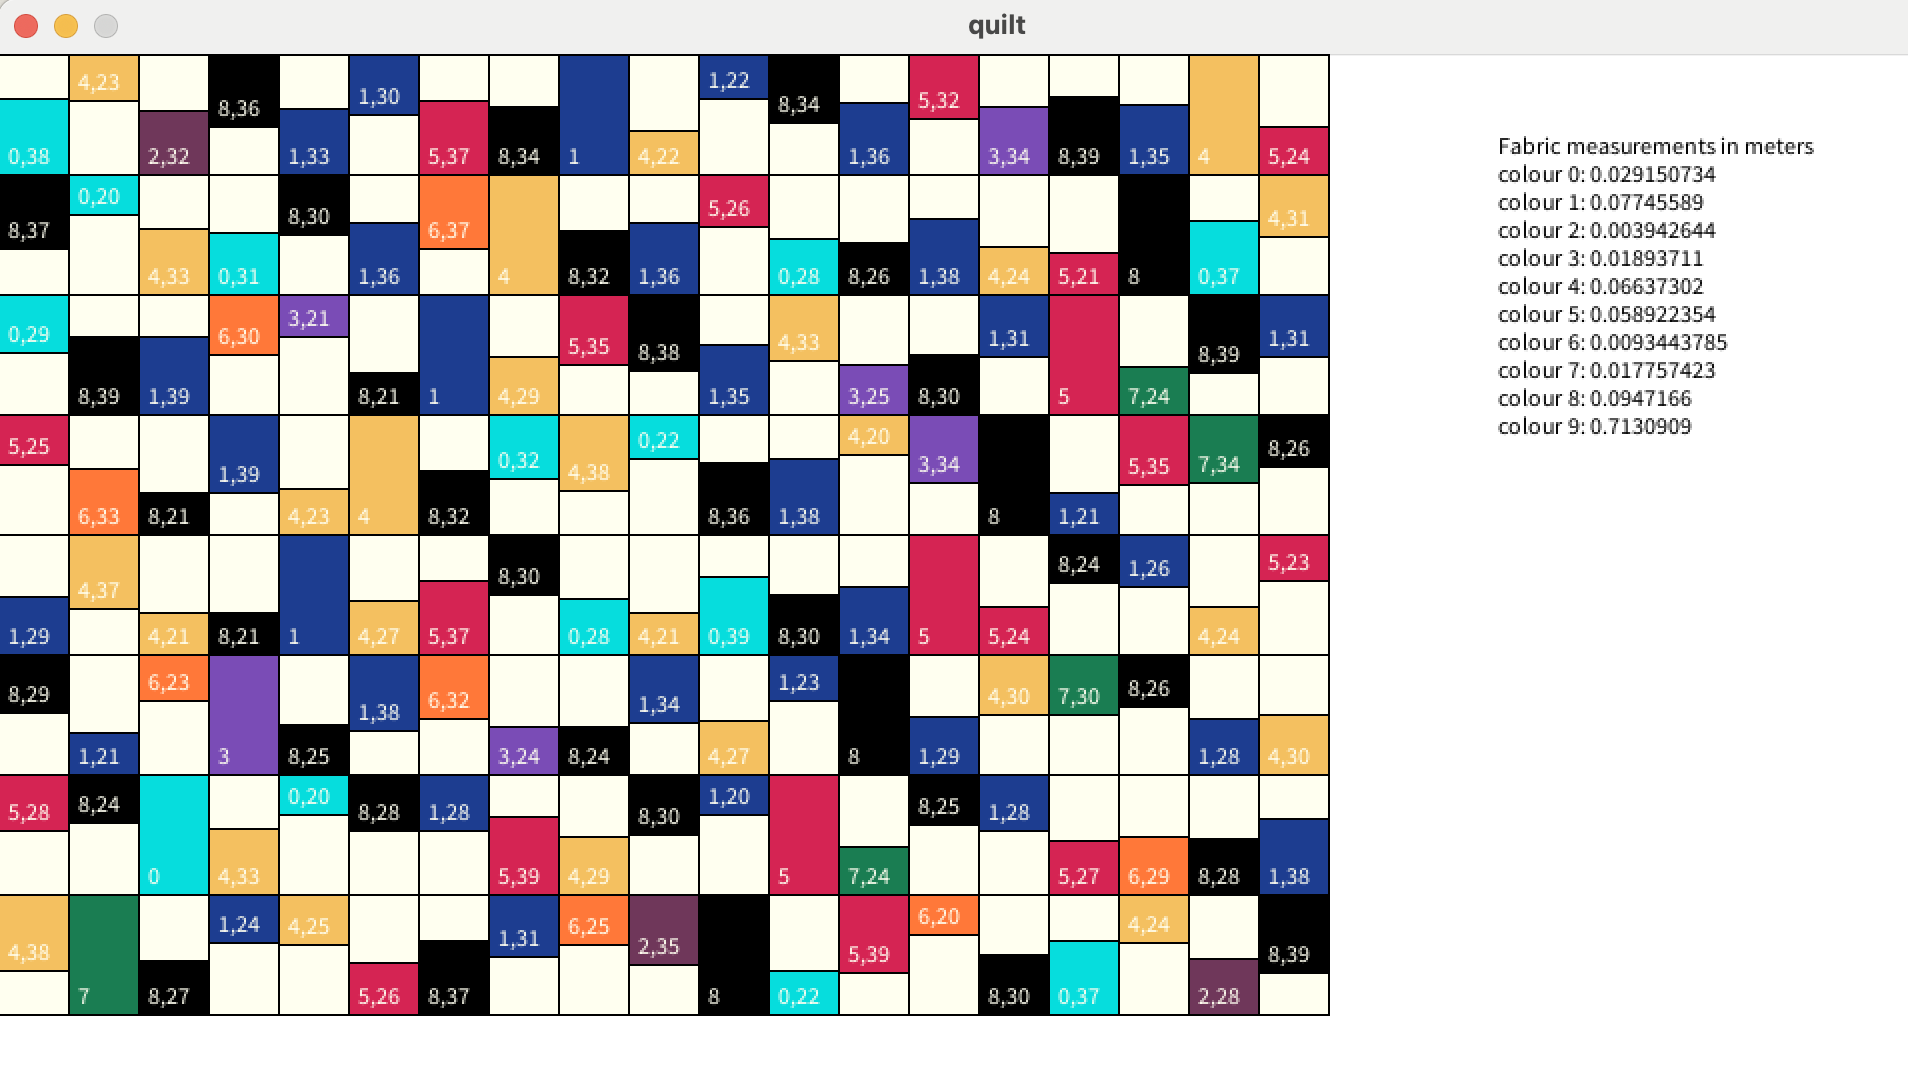 quilt
0,38 4,23 2,32 8,36 1,33 1,30 5,37 8,34 1 4,22 1,22 8,34 1,36 5,32 3,34 8,39 1,35 4 5,24
8,37 0,20 4,33 0,31 8,30 1,36 6,37 4 8,32 1,36 5,26 0,28 8,26 1,38 4,24 5,21 8 0,37 4,31
0,29 8,39 1,39 6,30 3,21 8,21 1 4,29 5,35 8,38 1,35 4,33 3,25 8,30 1,31 5 7,24 8,39 1,31
5,25 6,33 8,21 1,39 4,23 4 8,32 0,32 4,38 0,22 8,36 1,38 4,20 3,34 8 1,21 5,35 7,34 8,26
1,29 4,37 4,21 8,21 1 4,27 5,37 8,30 0,28 4,21 0,39 8,30 1,34 5 5,24 8,24 1,26 4,24 5,23
8,29 1,21 6,23 3 8,25 1,38 6,32 3,24 8,24 1,34 4,27 1,23 8 1,29 4,30 7,30 8,26 1,28 4,30
5,28 8,24 0 4,33 0,20 8,28 1,28 5,39 4,29 8,30 1,20 5 7,24 8,25 1,28 5,27 6,29 8,28 1,38
4,38 7 8,27 1,24 4,25 5,26 8,37 1,31 6,25 2,35 8 0,22 5,39 6,20 8,30 0,37 4,24 2,28 8,39
Fabric measurements in meters
colour 0: 0.029150734
colour 1: 0.07745589
colour 2: 0.003942644
colour 3: 0.01893711
colour 4: 0.06637302
colour 5: 0.058922354
colour 6: 0.0093443785
colour 7: 0.017757423
colour 8: 0.0947166
colour 9: 0.7130909